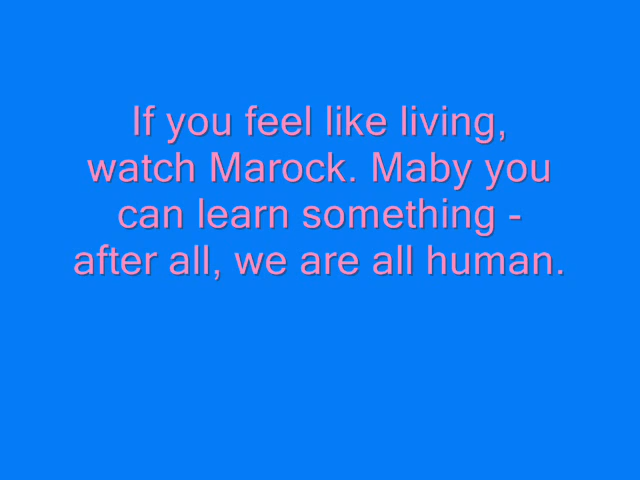 If you feel like living,
watch Marock. Maby you
can learn something -
after all, we are all human.